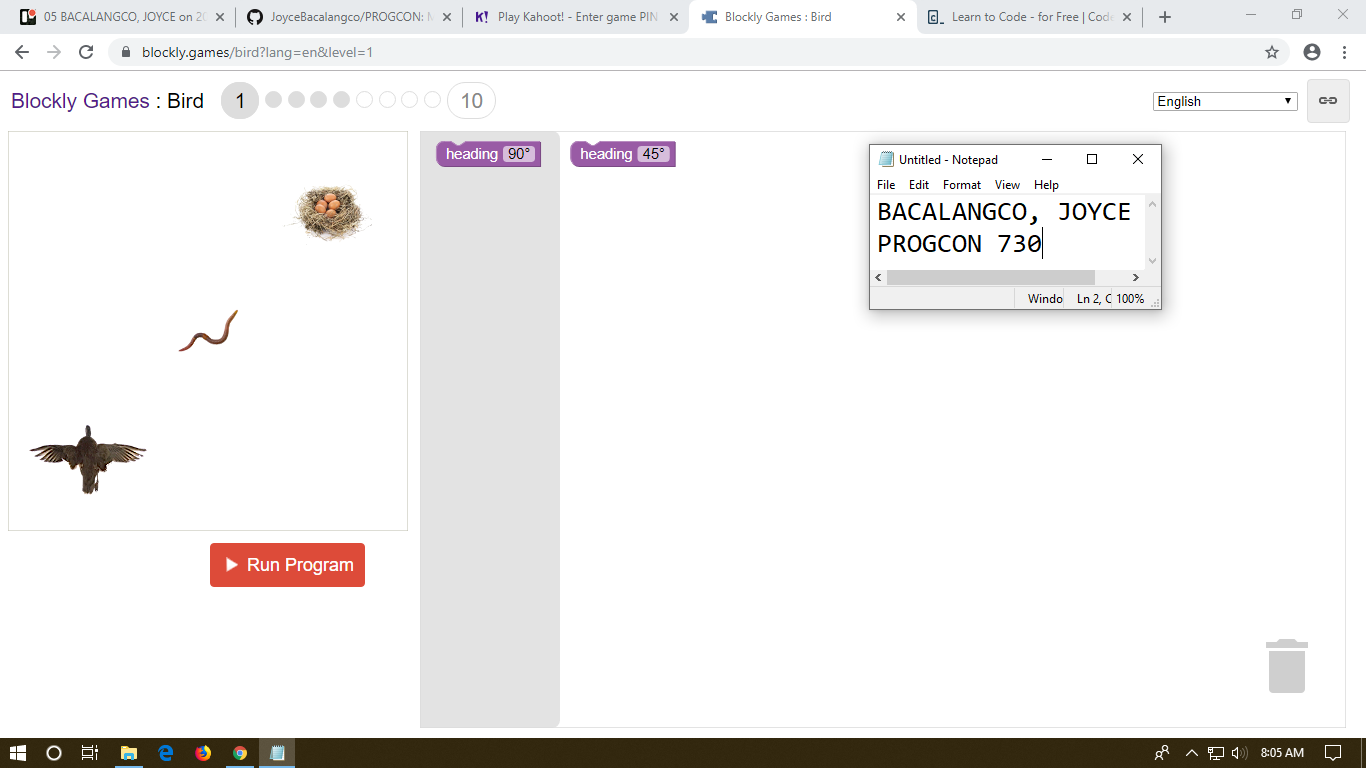 05 BACALANGCO, JOYCE on 20
JoyceBacalangco/PROGCON: M
Play Kahoot! - Enter game PIN
Blockly Games : Bird
Learn to Code - for Free | Code
blockly.games/bird?lang=en&level=1
Blockly Games : Bird
1
10
English
heading 90°
heading 45°
Untitled - Notepad
File Edit Format View Help
BACALANGCO, JOYCE
PROGCON 730
Windo Ln 2, C 100%
Run Program
8:05 AM